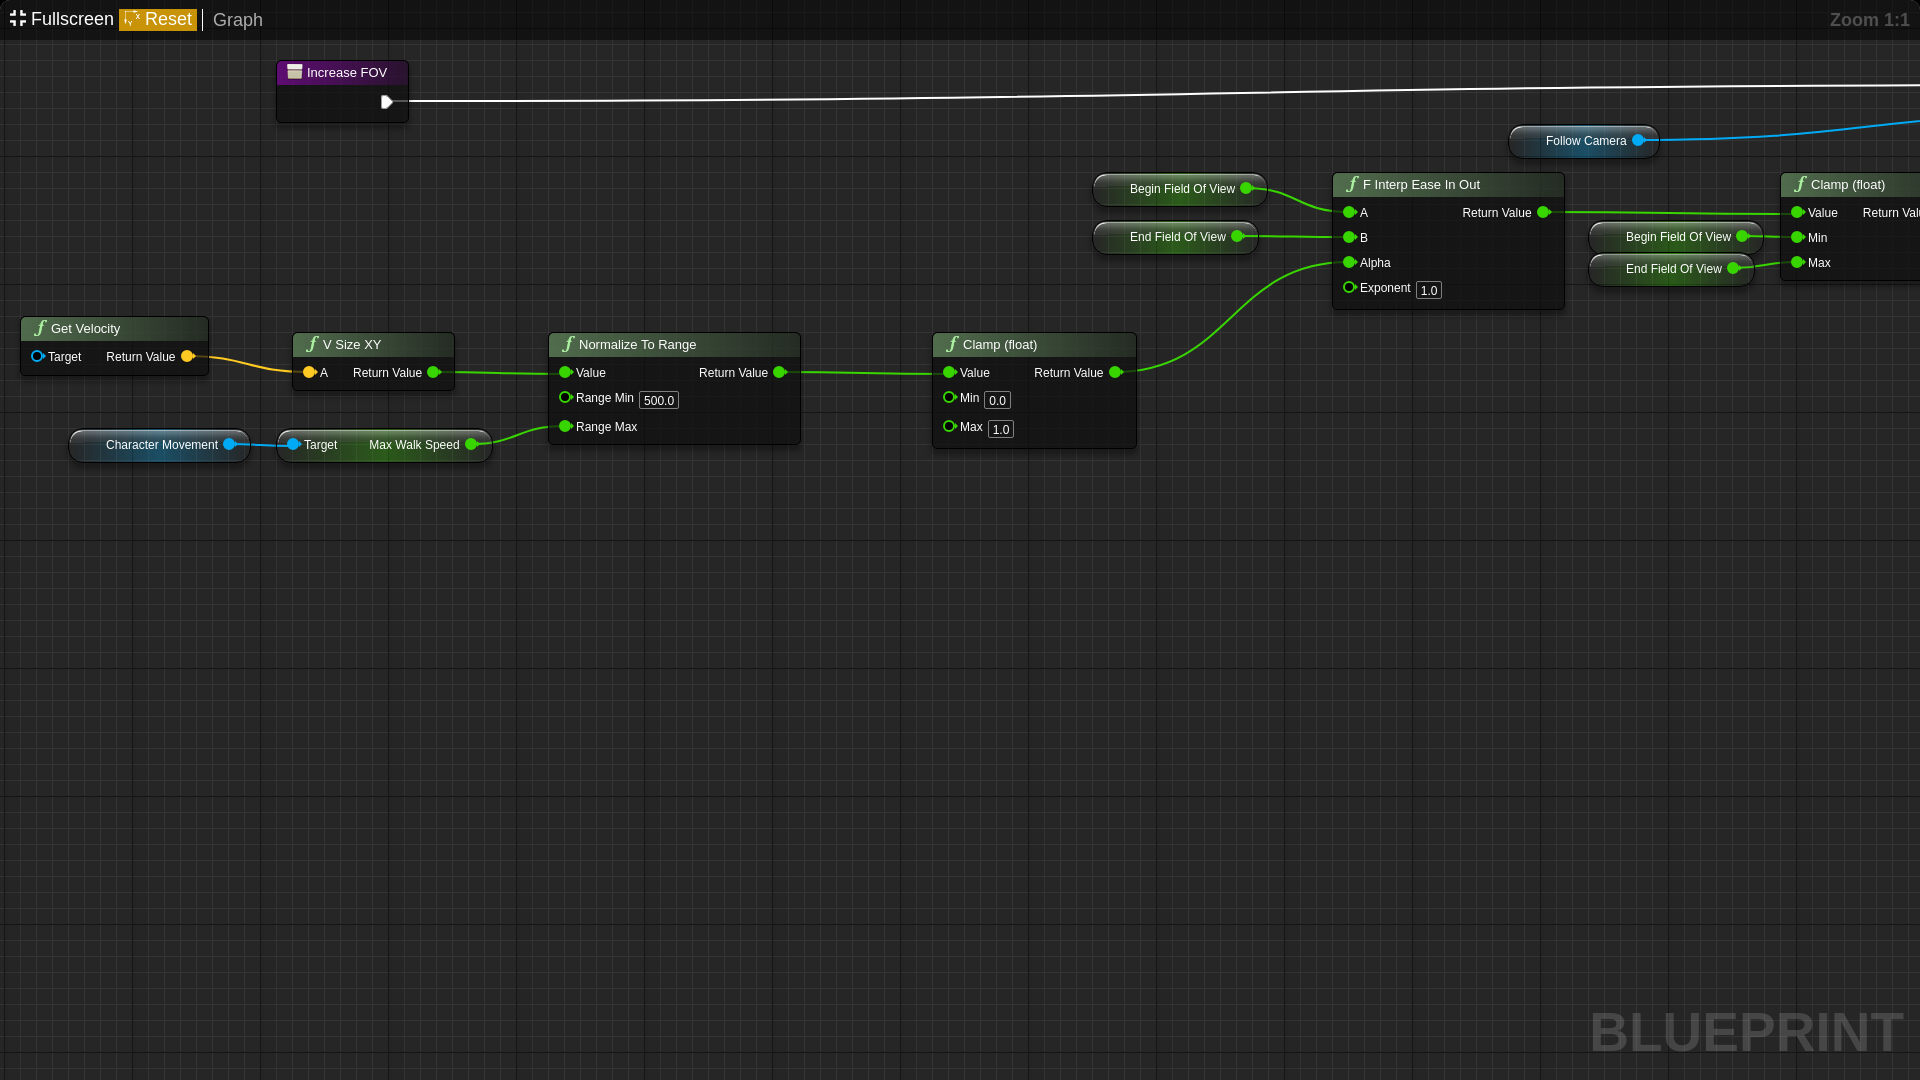 Fullscreen Reset Graph Zoom 1:1
Increase FOV
Follow Camera
Begin Field Of View
End Field Of View
F Interp Ease In Out
A Return Value
B
Alpha
Exponent 1.0
Clamp (float)
Value Return Valu
Min
Max
Begin Field Of View
End Field Of View
Get Velocity
Target Return Value
V Size XY
A Return Value
Normalize To Range
Value Return Value
Range Min 500.0
Range Max
Clamp (float)
Value Return Value
Min 0.0
Max 1.0
Character Movement
Target Max Walk Speed
BLUEPRINT